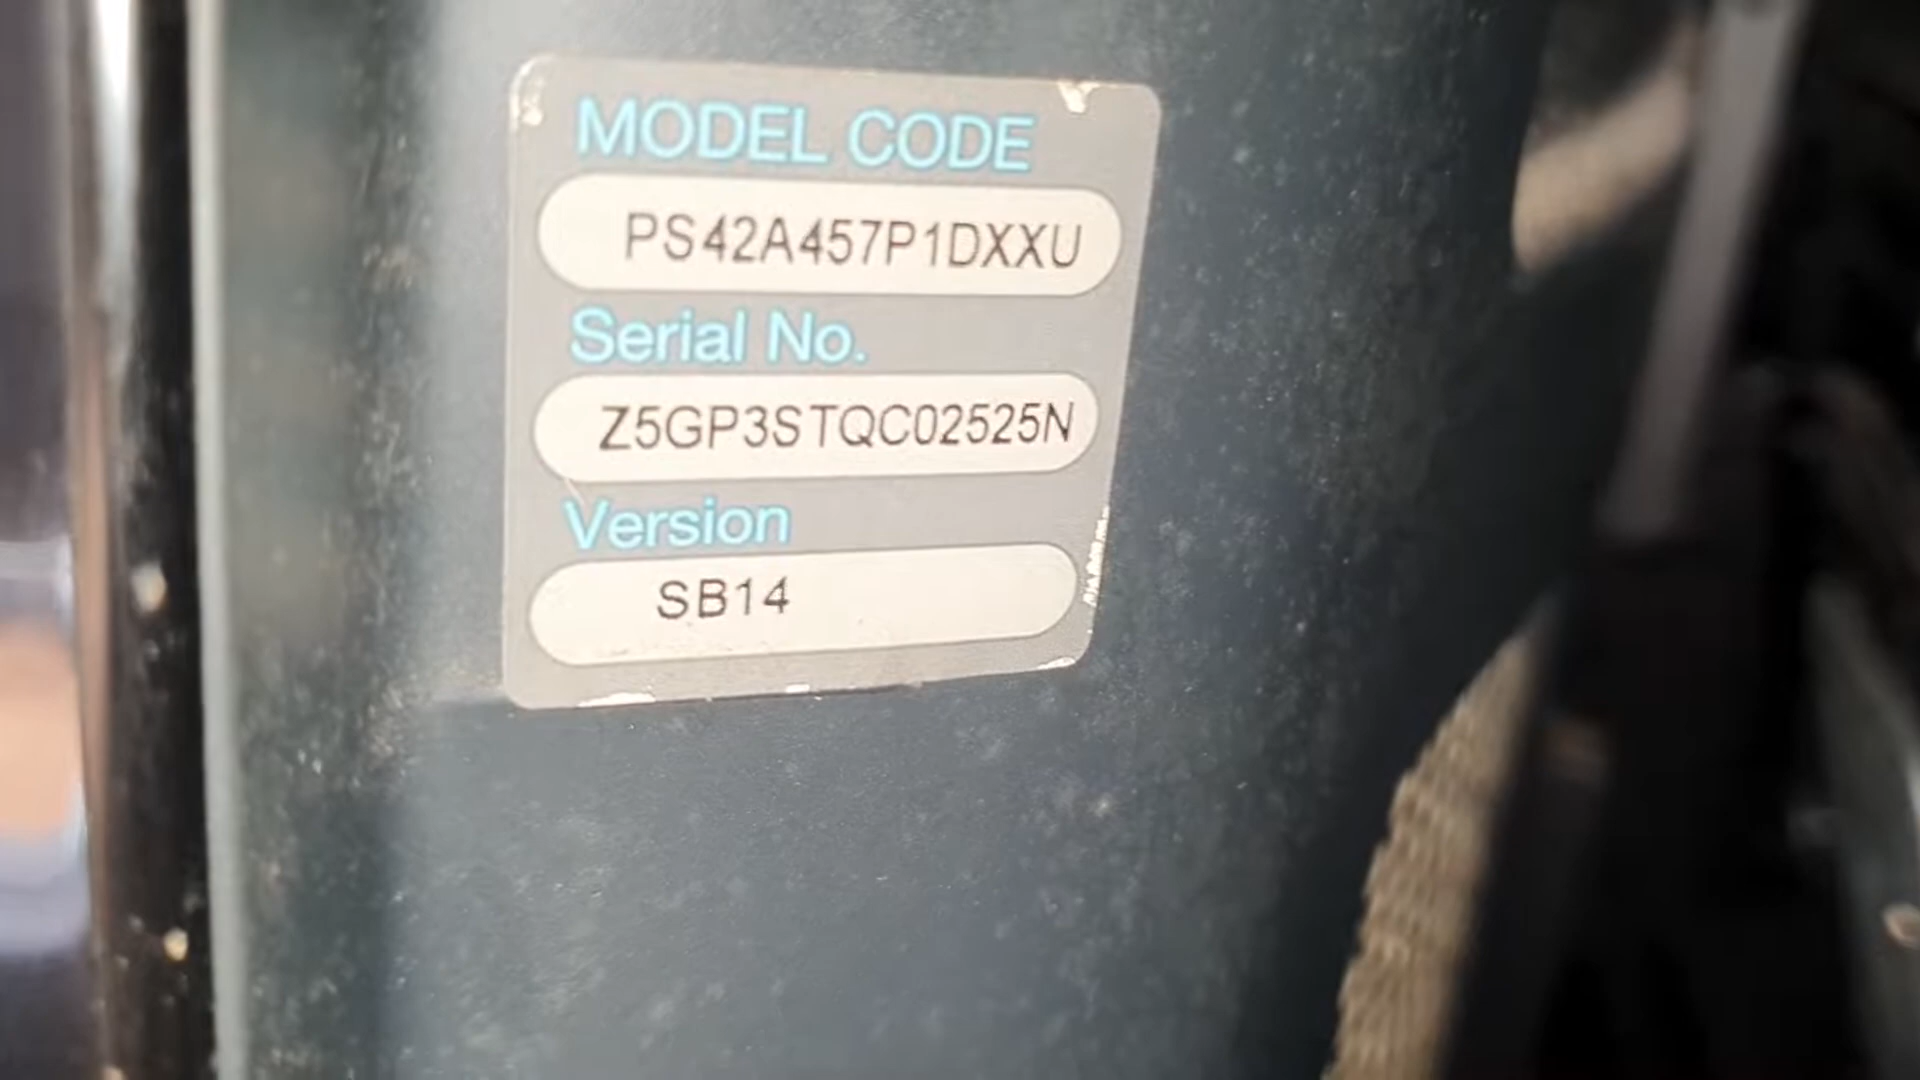 MODEL CODE
PS42A457P1DXXU
Serial No.
Z5GP3STQC02525N
Version
SB14